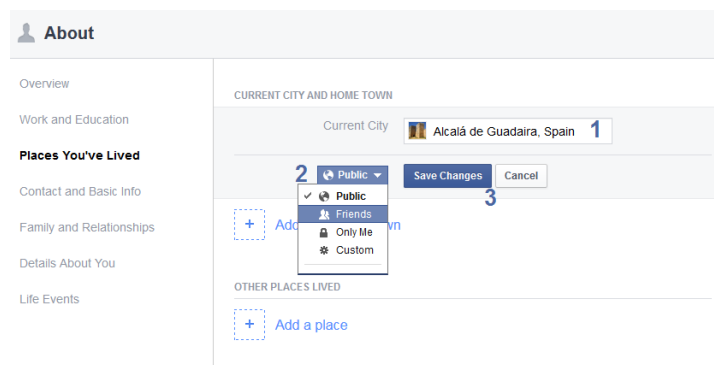 About
Overview
Work and Education
Places You've Lived
Contact and Basic Info
Family and Relationships
Details About You
Life Events
CURRENT CITY AND HOME TOWN
Current City
Alcalá de Guadaira, Spain 1
2 Public
Save Changes
Cancel
3
Public
Friends
Only Me
Custom
+ Add
wn
OTHER PLACES LIVED
+ Add a place